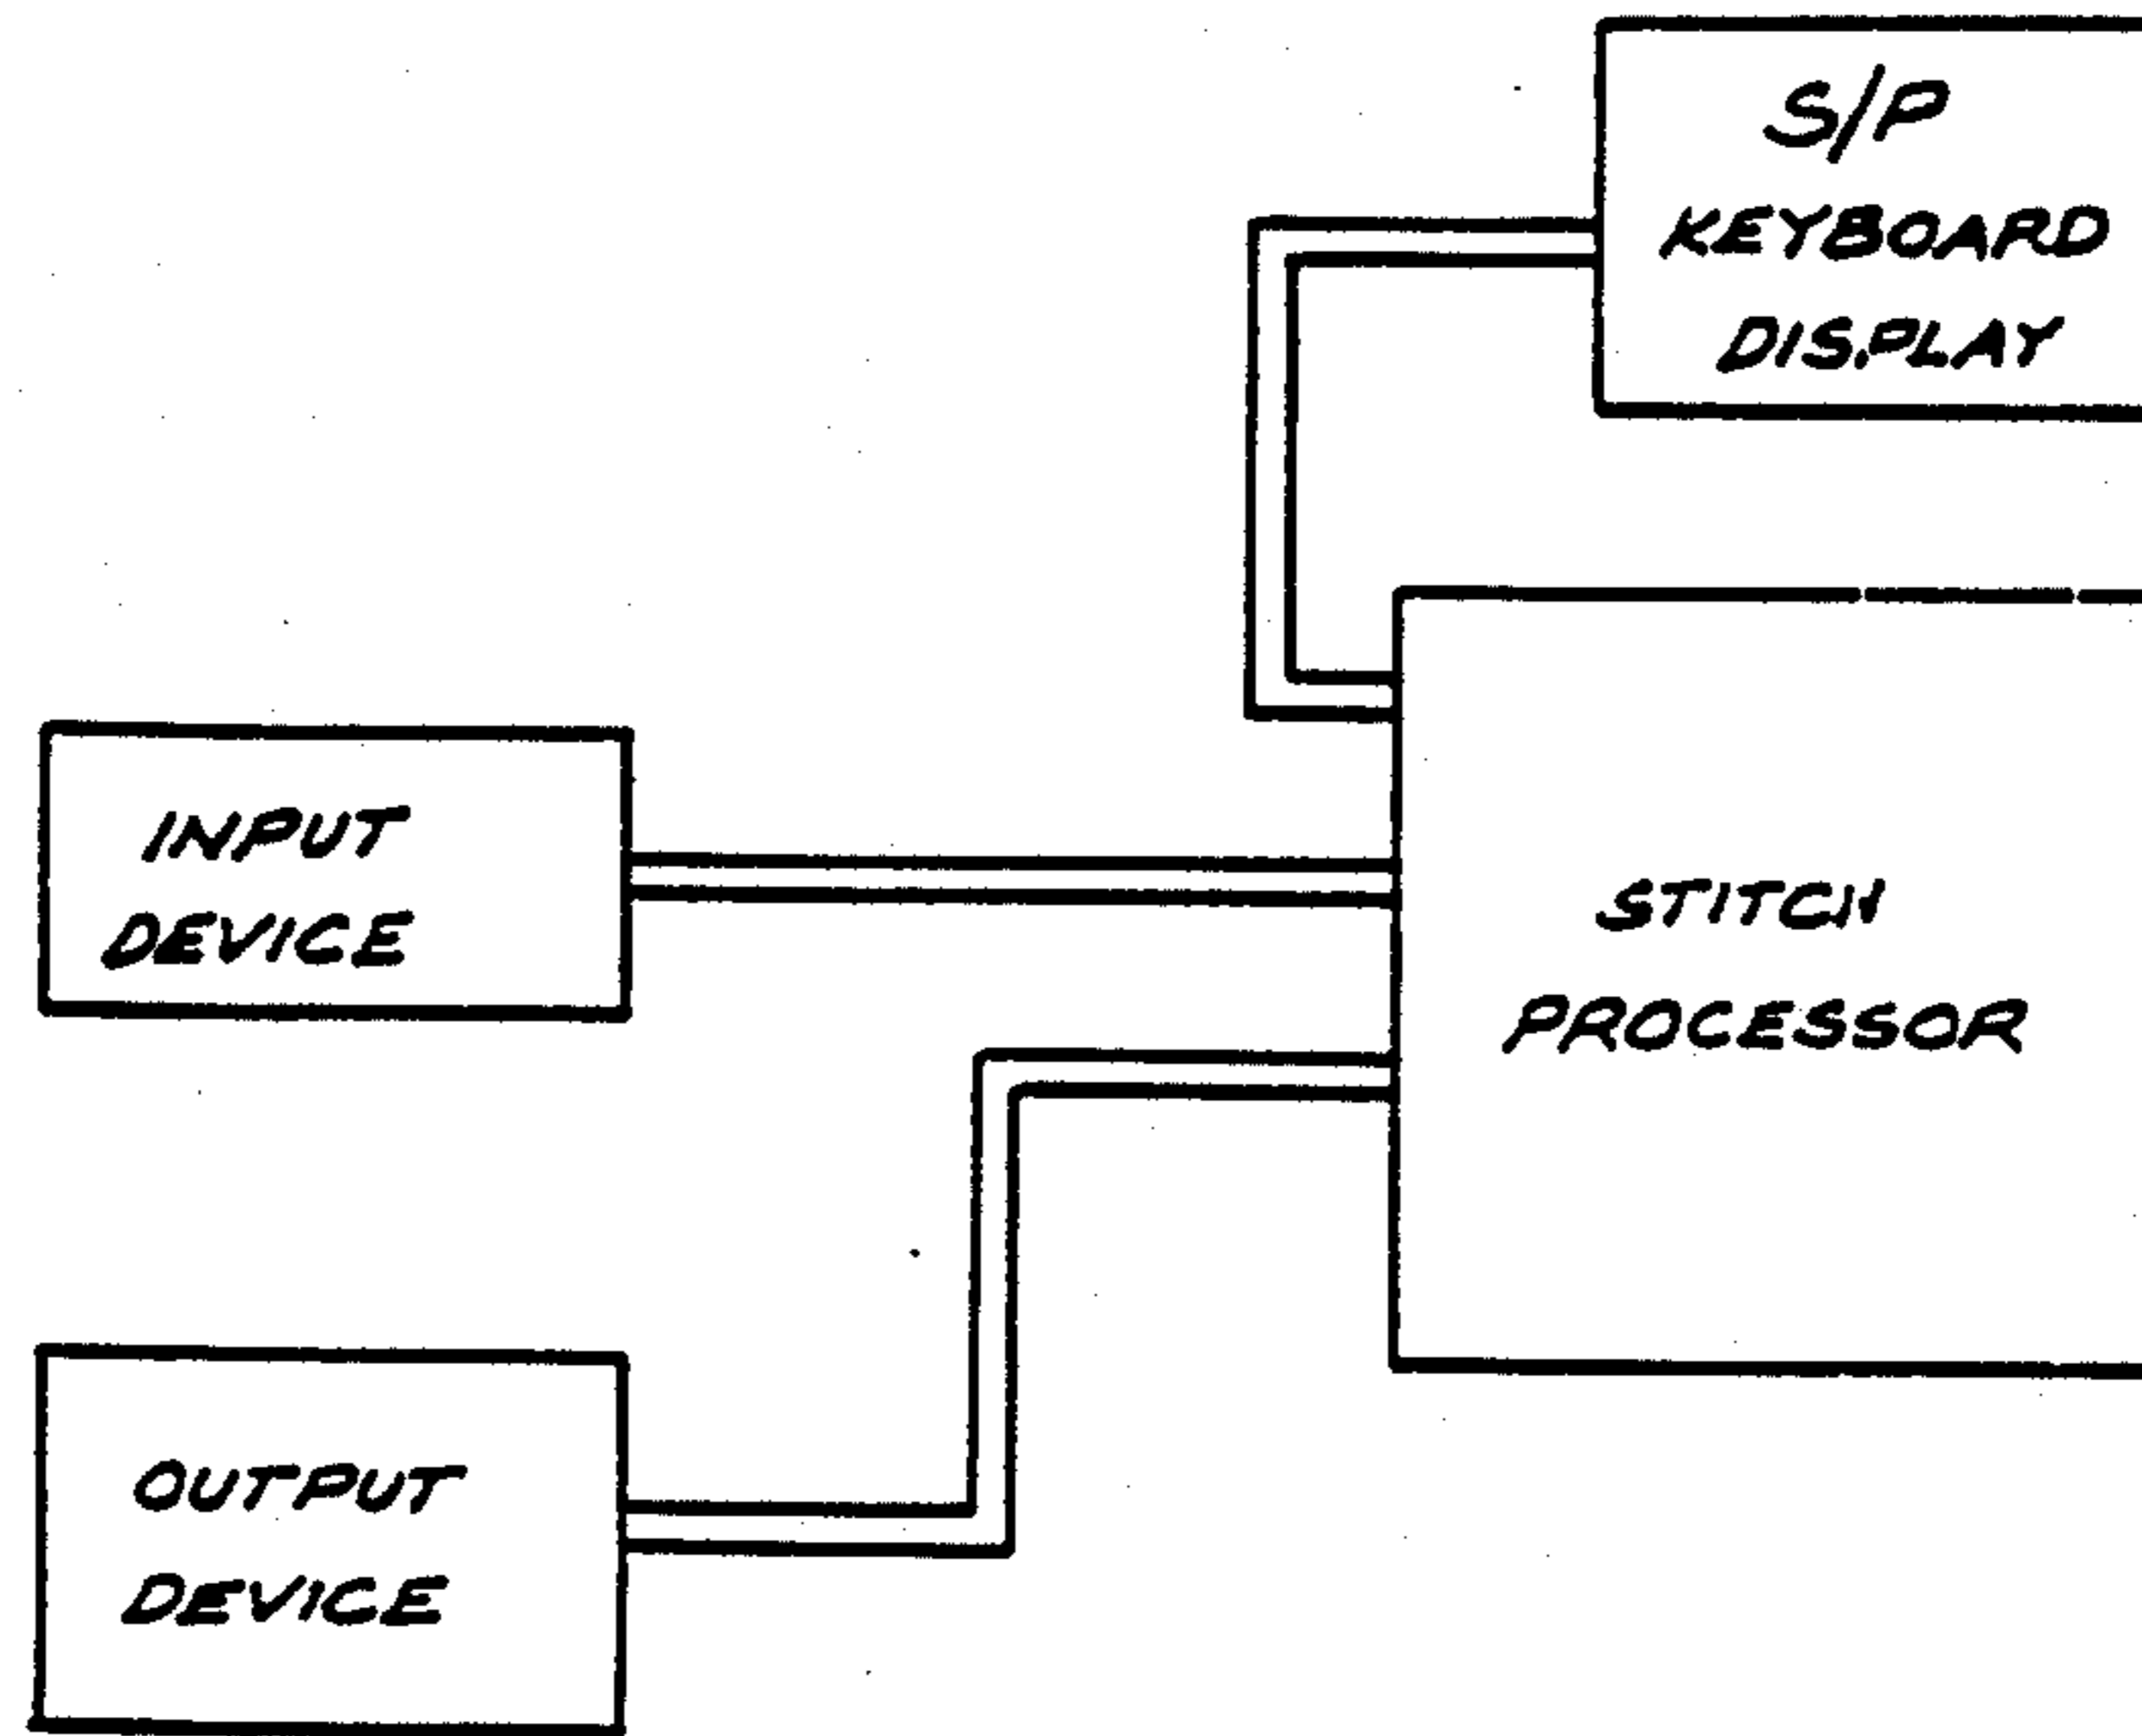 S/P
KEYBOARD
DISPLAY
INPUT
DEVICE
STITCH
PROCESSOR
OUTPUT
DEVICE